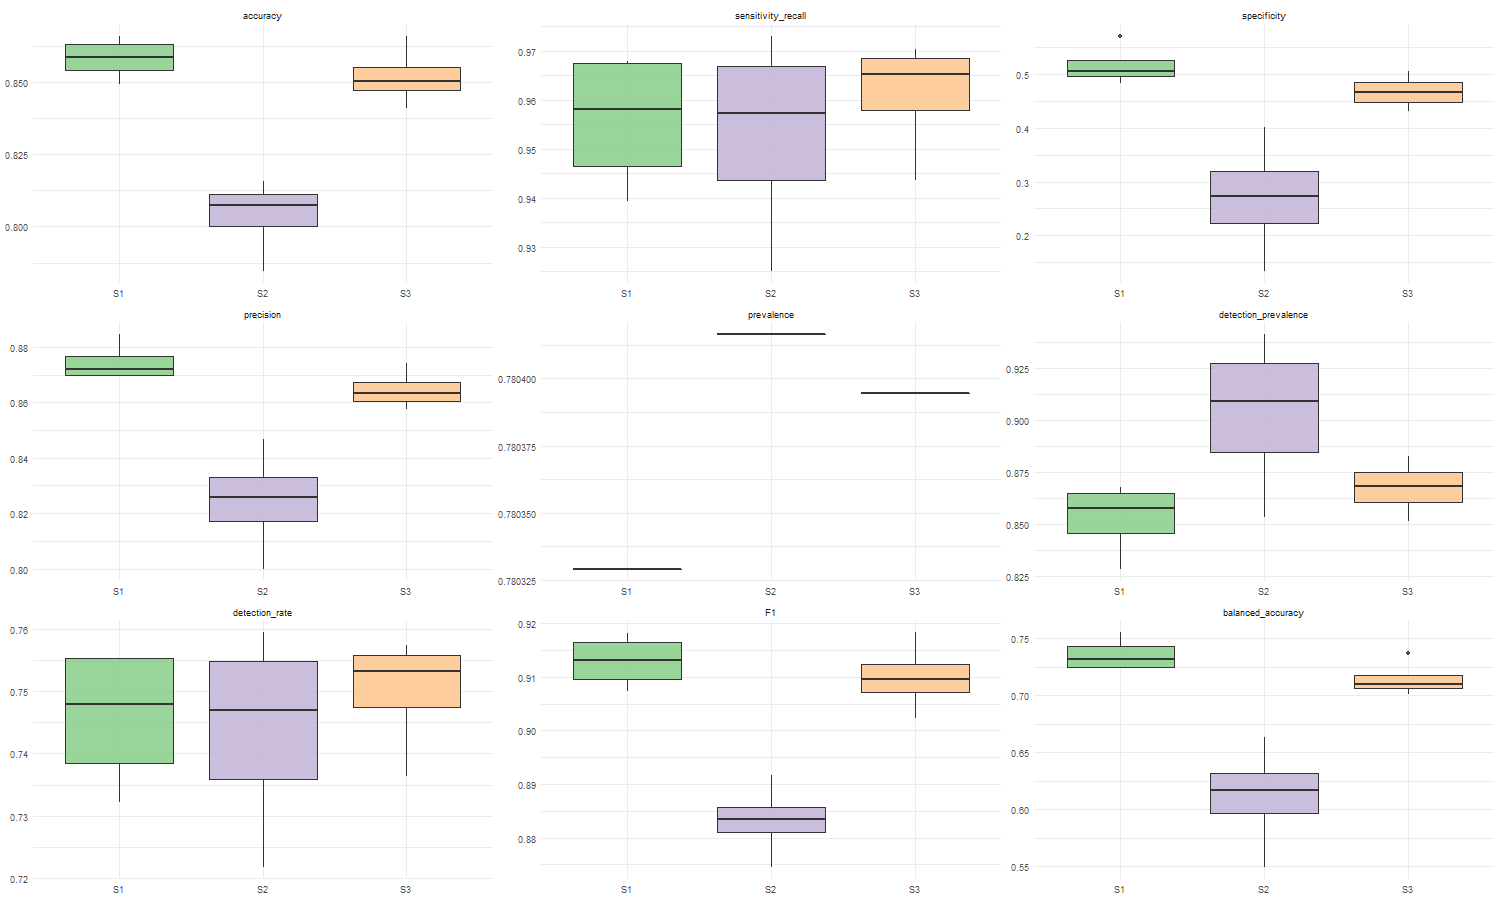 accuracy
sensitivity_recall
specificity
0.850
0.825
0.800
S1
S2
S3
0.97
0.96
0.95
0.94
0.93
S1
S2
S3
0.5
0.4
0.3
0.2
S1
S2
S3
precision
prevalence
detection_prevalence
0.88
0.86
0.84
0.82
0.80
S1
S2
S3
0.780400
0.780375
0.780350
0.780325
S1
S2
S3
0.925
0.900
0.875
0.850
0.825
S1
S2
S3
detection_rate
F1
balanced_accuracy
0.76
0.75
0.74
0.73
0.72
S1
S2
S3
0.92
0.91
0.90
0.89
0.88
S1
S2
S3
0.75
0.70
0.65
0.60
0.55
S1
S2
S3